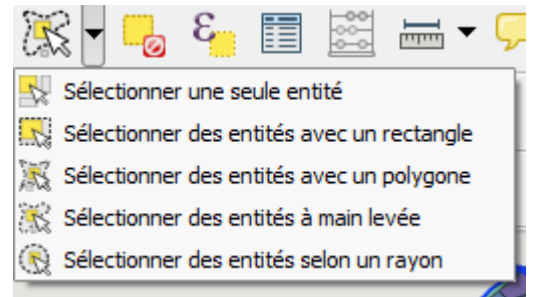 Sélectionner une seule entité
Sélectionner des entités avec un rectangle
Sélectionner des entités avec un polygone
Sélectionner des entités à main levée
Sélectionner des entités selon un rayon